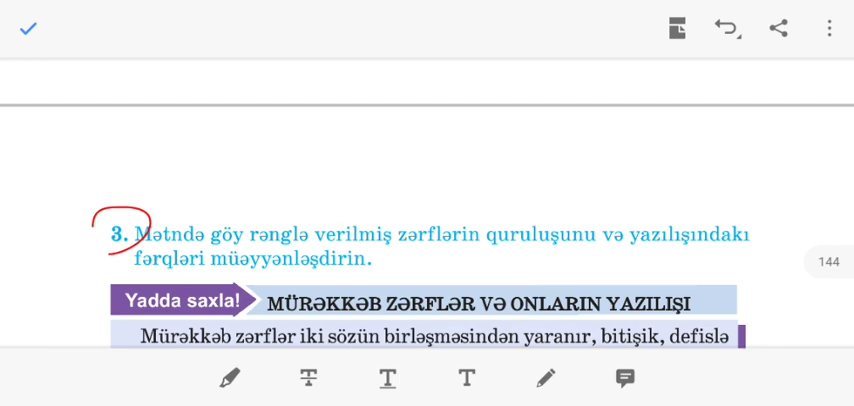 3. Mətndə göy rənglə verilmiş zərflərin quruluşunu və yazılışındakı
fərqləri müəyyənləşdirin.
144
Yadda saxla! MÜRƏKKƏB ZƏRFLƏR VƏ ONLARIN YAZILIŞI
Mürəkkəb zərflər iki sözün birləşməsindən yaranır, bitişik, defislə